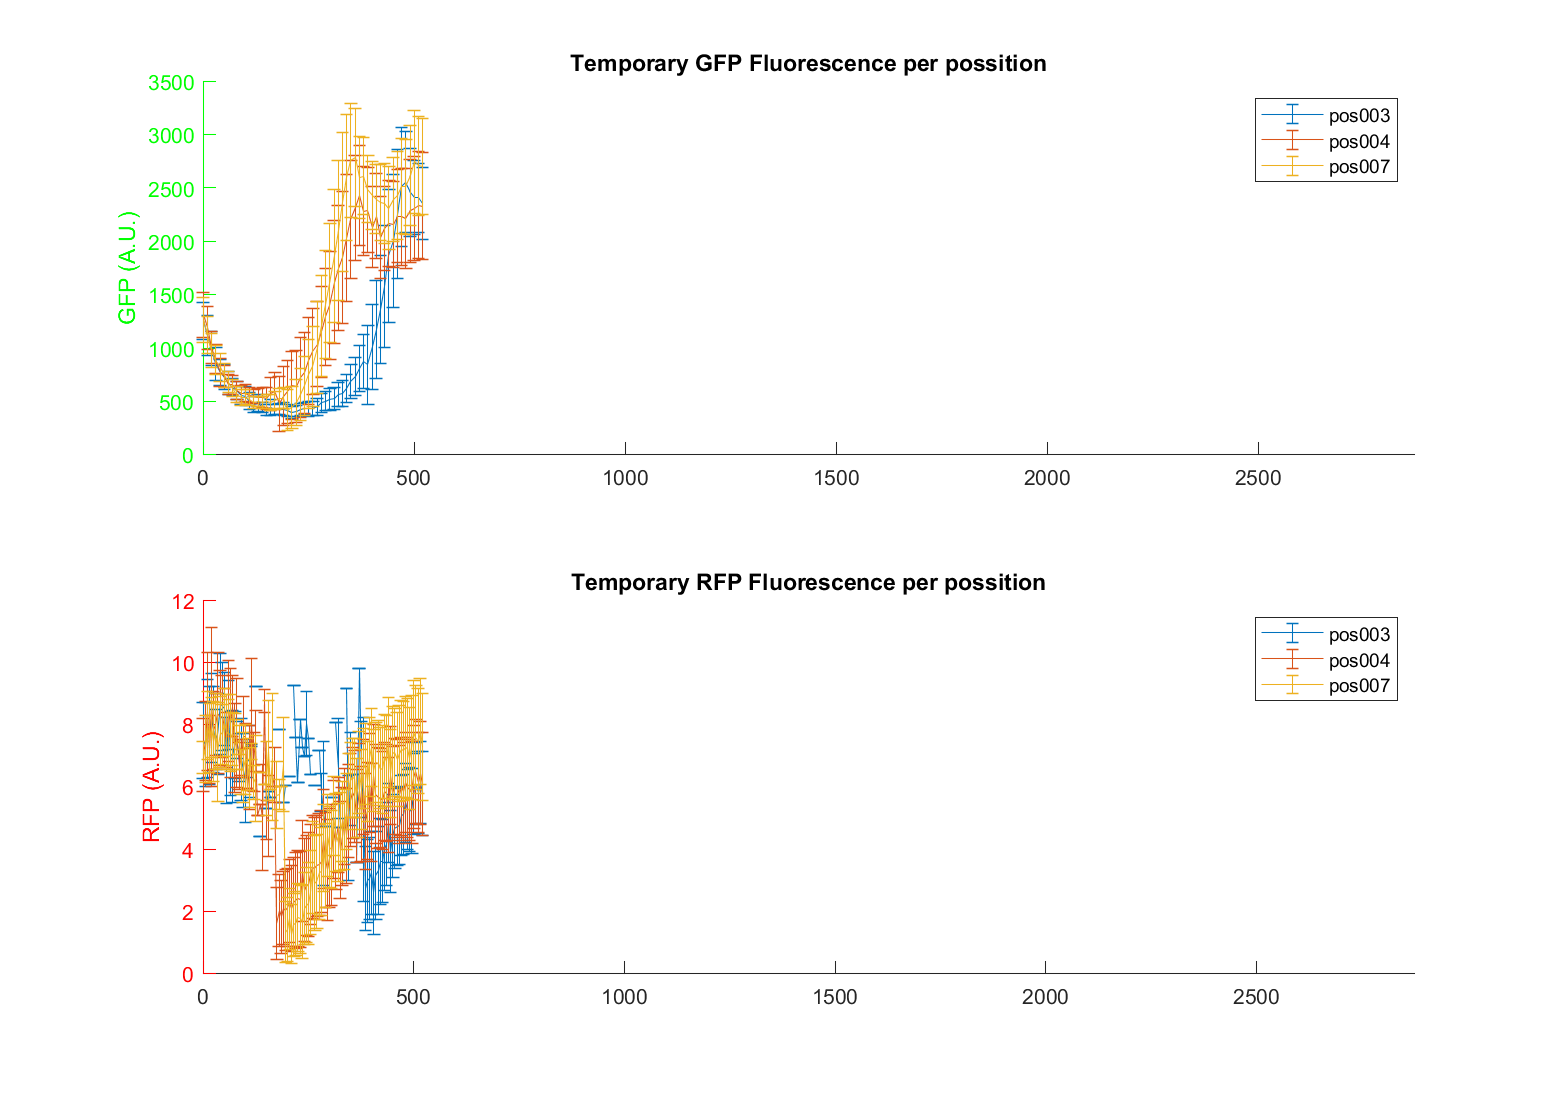 Temporary GFP Fluorescence per possition
3500
3000
2500
2000
1500
1000
500
0
GFP (A.U.)
pos003
pos004
pos007
0 500 1000 1500 2000 2500
Temporary RFP Fluorescence per possition
12
10
8
6
4
2
0
RFP (A.U.)
pos003
pos004
pos007
0 500 1000 1500 2000 2500